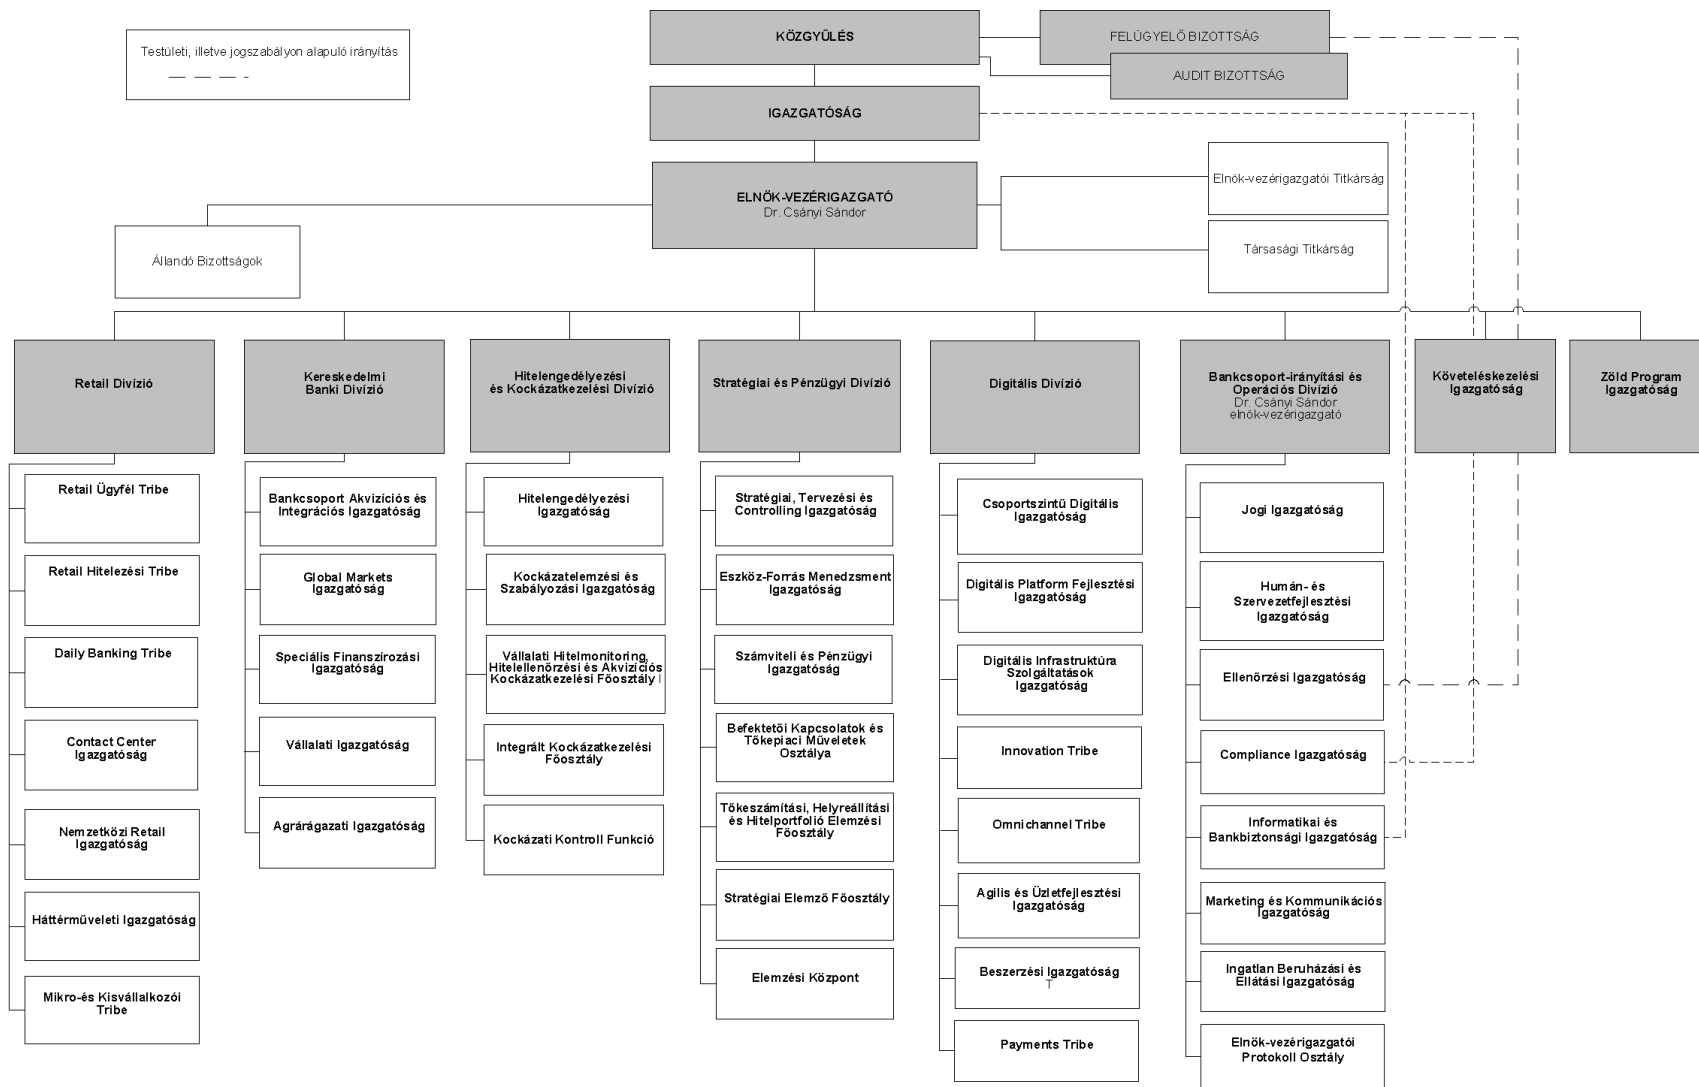 Testületi, illetve jogszabályon alapuló irányítás
KÖZGYŰLÉS
FELÜGYELŐ BIZOTTSÁG
AUDIT BIZOTTSÁG
IGAZGATÓSÁG
ELNÖK-VEZÉRIGAZGATÓ
Dr. Csányi Sándor
Elnök-vezérigazgatói Titkárság
Társasági Titkárság
Állandó Bizottságok
Retail Divízió
Kereskedelmi
Banki Divízió
Hitelengedélyezési
és Kockázatkezelési Divízió
Stratégiai és Pénzügyi Divízió
Digitális Divízió
Bankcsoport-irányítási és
Operációs Divízió
Dr. Csányi Sándor
elnök-vezérigazgató
Követeléskezelési
Igazgatóság
Zöld Program
Igazgatóság
Retail Ügyfél Tribe
Retail Hitelezési Tribe
Daily Banking Tribe
Contact Center
Igazgatóság
Nemzetközi Retail
Igazgatóság
Háttérműveleti Igazgatóság
Mikro-és Kisvállalkozói
Tribe
Bankcsoport Akvizíciós és
Integrációs Igazgatóság
Global Markets
Igazgatóság
Speciális Finanszírozási
Igazgatóság
Vállalati Igazgatóság
Agrárágazati Igazgatóság
Hitelengedélyezési
Igazgatóság
Kockázatelemzési és
Szabályozási Igazgatóság
Vállalati Hitelmonitoring,
Hitelellenőrzési és Akvizíciós
Kockázatkezelési Főosztály
Integrált Kockázatkezelési
Főosztály
Kockázati Kontroll Funkció
Stratégiai, Tervezési és
Controlling Igazgatóság
Eszköz-Forrás Menedzsment
Igazgatóság
Számviteli és Pénzügyi
Igazgatóság
Befektetői Kapcsolatok és
Tőkepiaci Műveletek
Osztálya
Tőkeszámítási, Helyreállítási
és Hitelportfolió Elemzési
Főosztály
Stratégiai Elemző Főosztály
Elemzési Központ
Csoportszintű Digitális
Igazgatóság
Digitális Platform Fejlesztési
Igazgatóság
Digitális Infrastruktúra
Szolgáltatások
Igazgatóság
Innovation Tribe
Omnichannel Tribe
Agilis és Üzletfejlesztési
Igazgatóság
Beszerzési Igazgatóság
T
Payments Tribe
Jogi Igazgatóság
Humán- és
Szervezetfejlesztési
Igazgatóság
Ellenőrzési Igazgatóság
Compliance Igazgatóság
Informatikai és
Bankbiztonsági Igazgatóság
Marketing és Kommunikációs
Igazgatóság
Ingatlan Beruházási és
Ellátási Igazgatóság
Elnök-vezérigazgatói
Protokoll Osztály